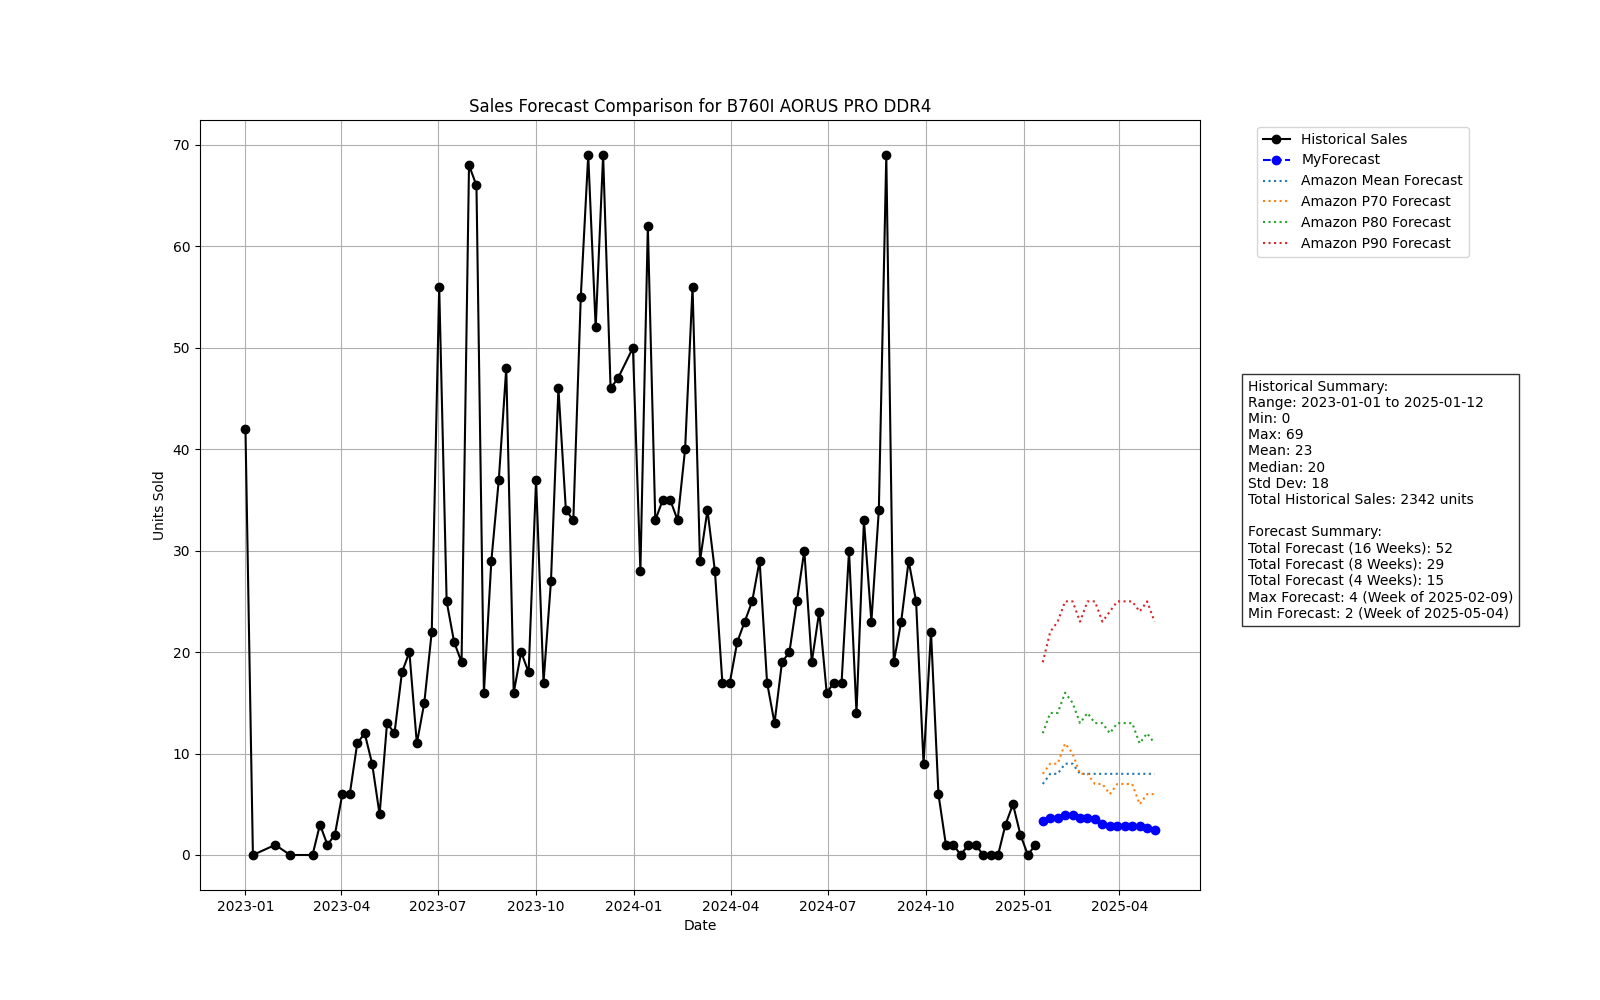 Sales Forecast Comparison for B760I AORUS PRO DDR4
Units Sold
70
60
50
40
30
20
10
0
2023-01
2023-04
2023-07
2023-10
2024-01
2024-04
2024-07
2024-10
2025-01
2025-04
Date
Historical Sales
MyForecast
Amazon Mean Forecast
Amazon P70 Forecast
Amazon P80 Forecast
Amazon P90 Forecast
Historical Summary:
Range: 2023-01-01 to 2025-01-12
Min: 0
Max: 69
Mean: 23
Median: 20
Std Dev: 18
Total Historical Sales: 2342 units
Forecast Summary:
Total Forecast (16 Weeks): 52
Total Forecast (8 Weeks): 29
Total Forecast (4 Weeks): 15
Max Forecast: 4 (Week of 2025-02-09)
Min Forecast: 2 (Week of 2025-05-04)